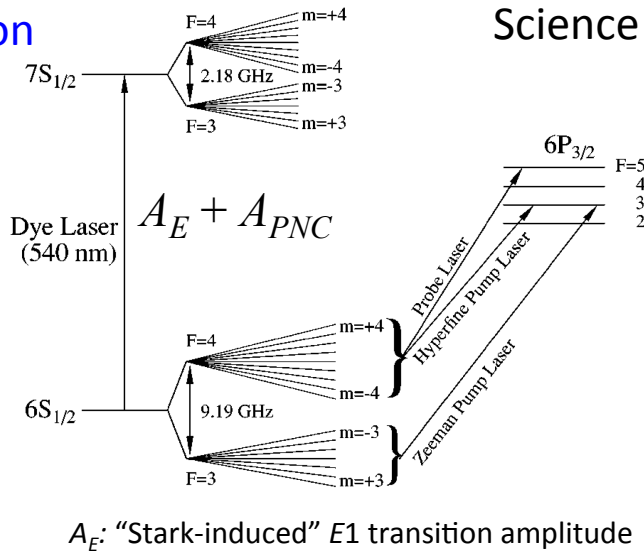 on
Science
F=4
m=+4
7S1/2
2.18 GHz
m=-4
m=-3
F=3
m=+3
6P3/2
F=5
4
3
2
Dye Laser
(540 nm)
AE + APNC
Probe Laser
Hyperfine Pump Laser
Zeeman Pump Laser
F=4
m=+4
m=-4
6S1/2
9.19 GHz
m=-3
F=3
m=+3
AE: “Stark-induced” E1 transition amplitude